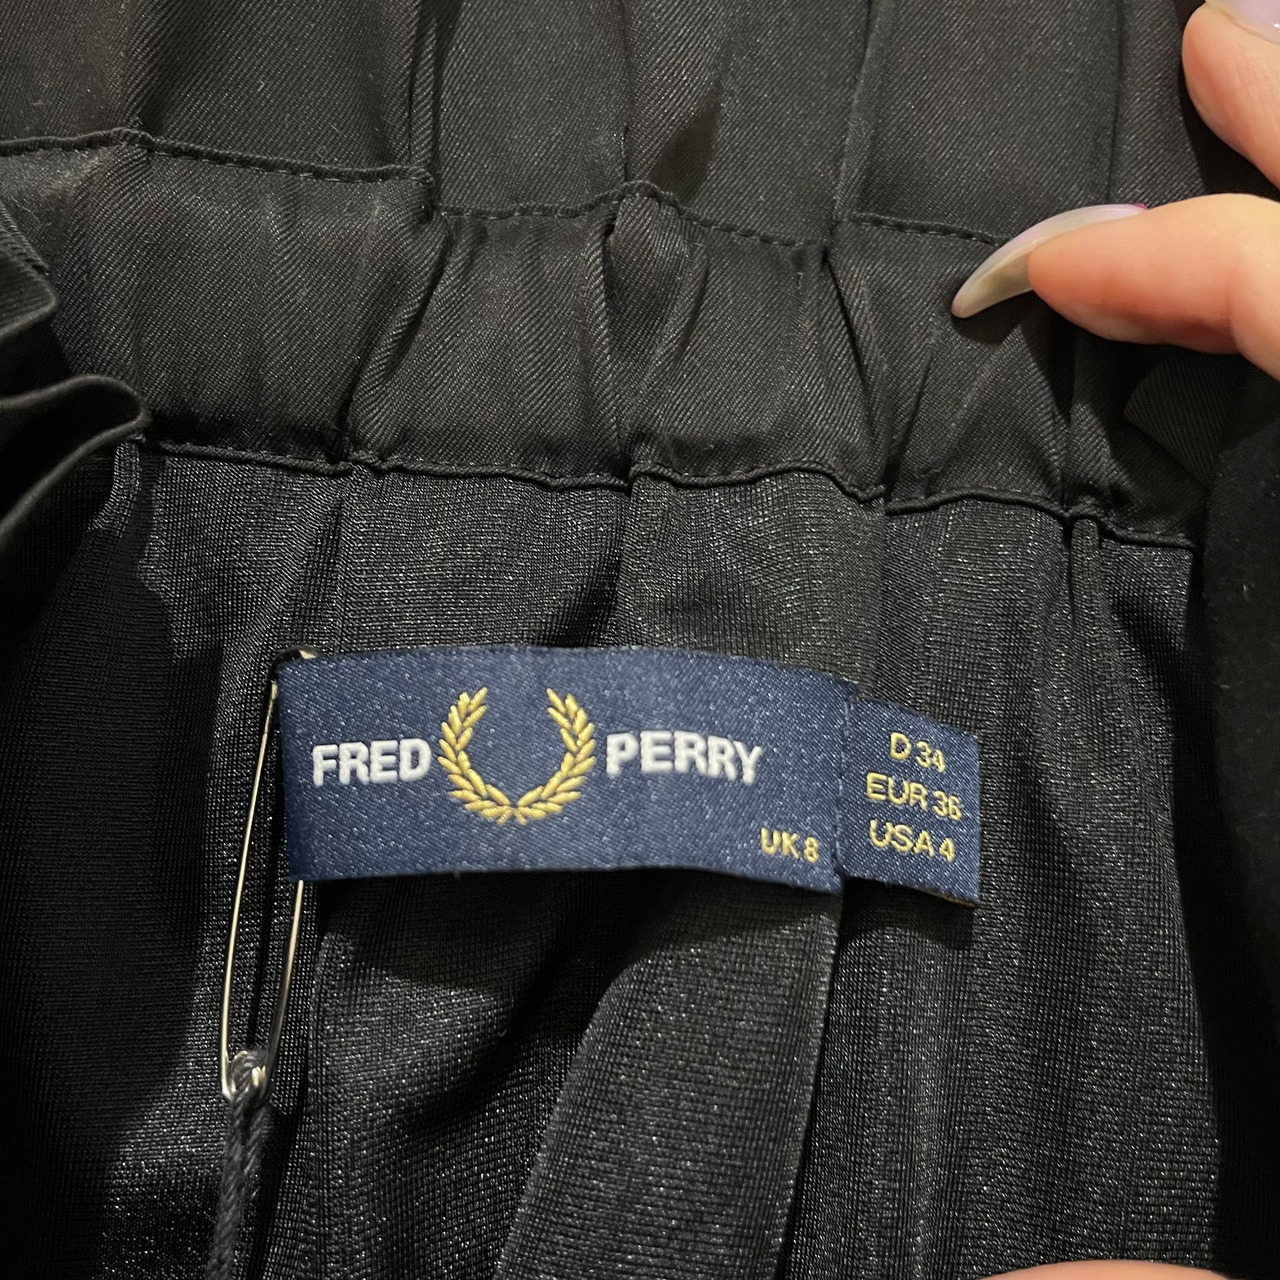 FRED PERRY
UK 8
D 34
EUR 36
USA 4